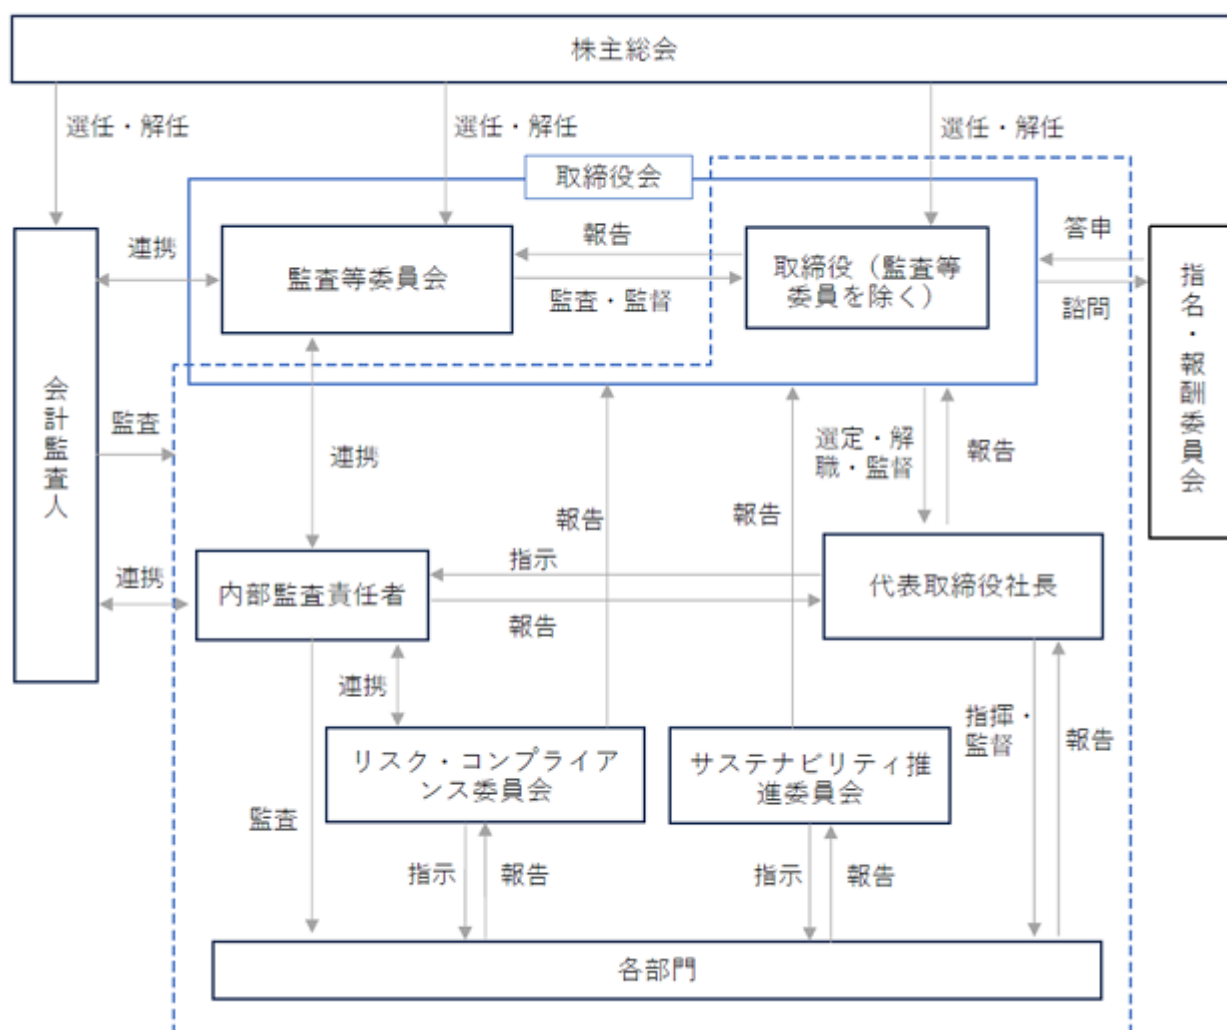 株主総会
選任・解任
選任・解任
選任・解任
取締役会
監査等委員会
報告
監査・監督
取締役（監査等
委員を除く）
答申
諮問
指名・報酬委員会
連携
会計監査人
監査
連携
連携
選定・解
職・監督
報告
報告
報告
内部監査責任者
指示
報告
代表取締役社長
連携
リスク・コンプライア
ンス委員会
サステナビリティ推
進委員会
指揮・
監督
報告
監査
指示
報告
指示
報告
各部門